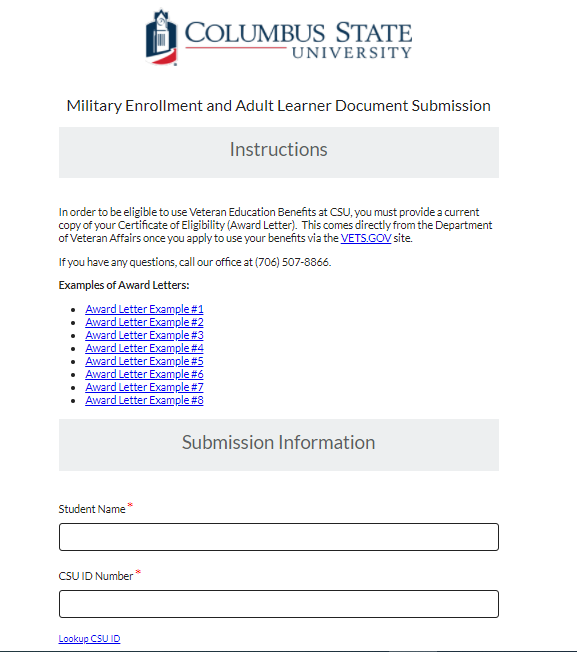 COLUMBUS STATE
UNIVERSITY
Military Enrollment and Adult Learner Document Submission
Instructions
In order to be eligible to use Veteran Education Benefits at CSU, you must provide a current
copy of your Certificate of Eligibility (Award Letter).  This comes directly from the Department
of Veteran Affairs once you apply to use your benefits via the VETS.GOV site.
If you have any questions, call our office at (706) 507-8866.
Examples of Award Letters:
• Award Letter Example #1
• Award Letter Example #2
• Award Letter Example #3
• Award Letter Example #4
• Award Letter Example #5
• Award Letter Example #6
• Award Letter Example #7
• Award Letter Example #8
Submission Information
Student Name *
CSU ID Number *
Lookup CSU ID